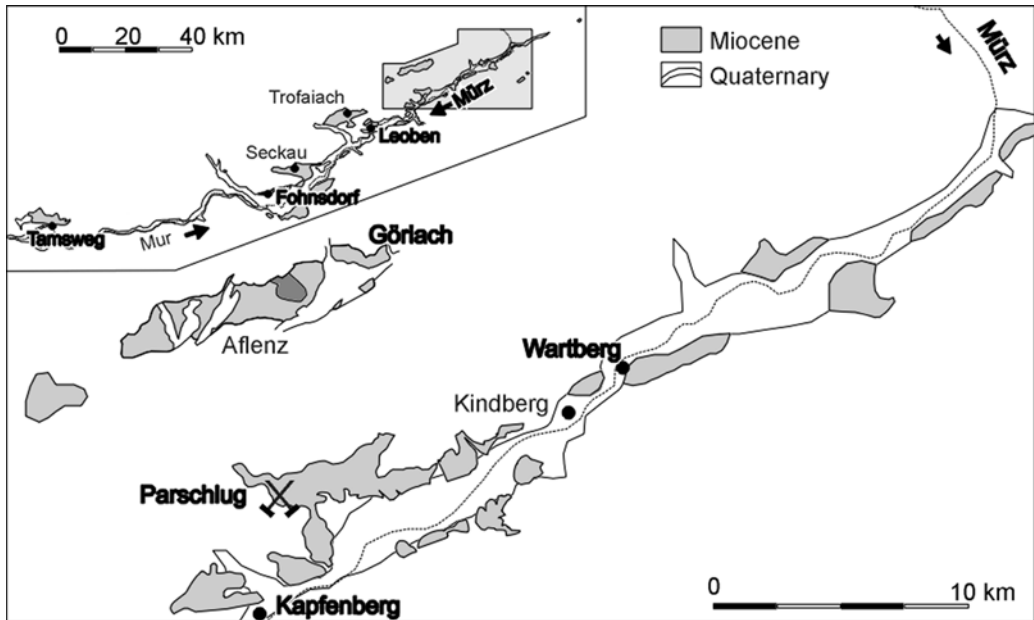 0 20 40 km
Trofaiach
Mürz
Leoben
Seckau
Fohnsdorf
Tamsweg
Mur
Miocene
Quaternary
Mürz
Görlach
Aflenz
Wartberg
Kindberg
Parschlug
Kapfenberg
0 10 km